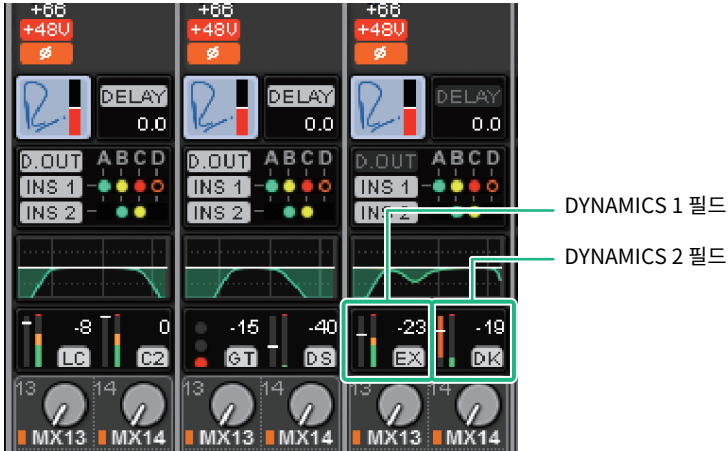 +66 +66 +66
+48V +48V +48V
ø ø ø
DELAY DELAY DELAY
0.0 0.0 0.0
D.OUT A B C D D.OUT A B C D D.OUT A B C D
INS 1 INS 1 INS 1
INS 2 INS 2 INS 2
DYNAMICS 1 필드
DYNAMICS 2 필드
-8 0 -15 -40 -23 -19
LC C2 GT DS EX DK
13 14 13 14 13 14
MX13 MX14 MX13 MX14 MX13 MX14